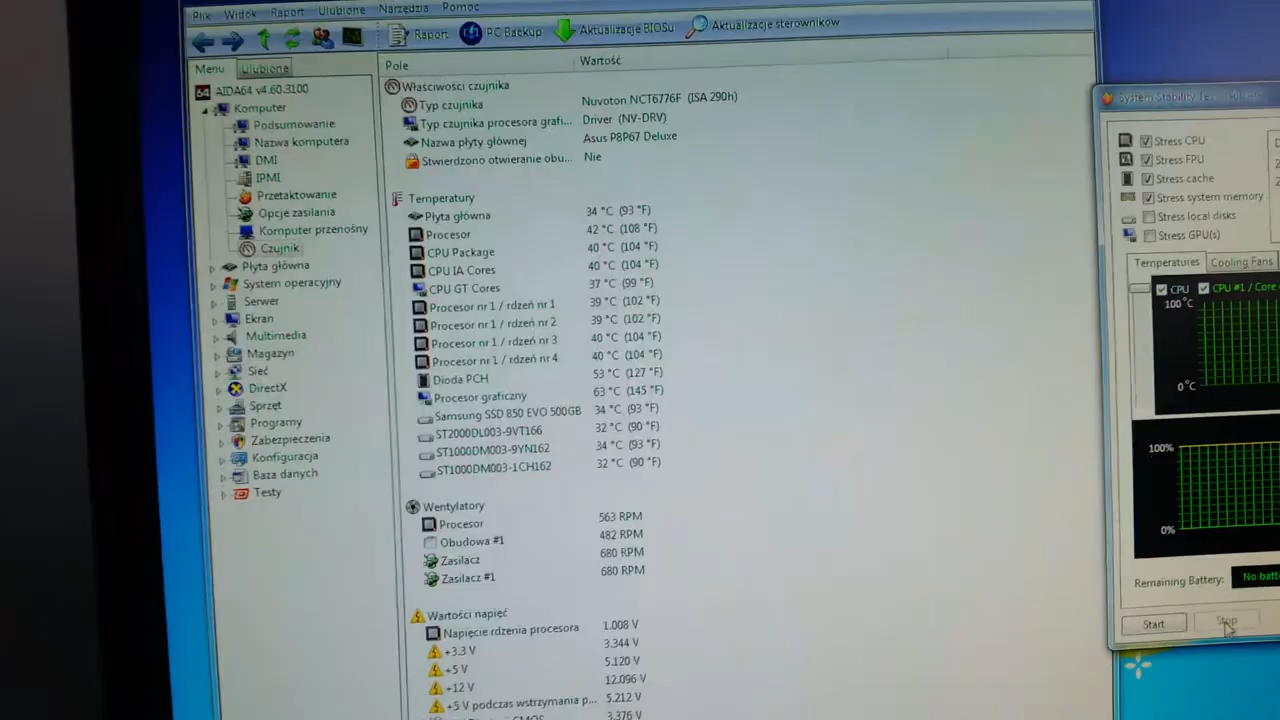 Plik Widok Raport Ulubione Narzędzia Pomoc
Raport PC Backup Aktualizacje BIOSu Aktualizacje sterowników
Menu Ulubione
Pole Wartość
AIDA64 v4.60.3100
Komputer
Podsumowanie
Nazwa komputera
DMI
IPMI
Przetaktowanie
Opcje zasilania
Komputer przenośny
Czujnik
Płyta główna
System operacyjny
Serwer
Ekran
Multimedia
Magazyn
Sieć
DirectX
Sprzęt
Programy
Zabezpieczenia
Konfiguracja
Baza danych
Testy
Właściwości czujnika
Typ czujnika Nuvoton NCT6776F (ISA 290h)
Typ czujnika procesora grafi... Driver (NV-DRV)
Nazwa płyty głównej Asus P8P67 Deluxe
Stwierdzono otwieranie obu... Nie
Temperatury
Płyta główna 34 °C (93 °F)
Procesor 42 °C (108 °F)
CPU Package 40 °C (104 °F)
CPU IA Cores 40 °C (104 °F)
CPU GT Cores 37 °C (99 °F)
Procesor nr 1 / rdzeń nr 1 39 °C (102 °F)
Procesor nr 1 / rdzeń nr 2 39 °C (102 °F)
Procesor nr 1 / rdzeń nr 3 40 °C (104 °F)
Procesor nr 1 / rdzeń nr 4 40 °C (104 °F)
Dioda PCH 53 °C (127 °F)
Procesor graficzny 63 °C (145 °F)
Samsung SSD 850 EVO 500GB 34 °C (93 °F)
ST2000DL003-9VT166 32 °C (90 °F)
ST1000DM003-9YN162 34 °C (93 °F)
ST1000DM003-1CH162 32 °C (90 °F)
Wentylatory
Procesor 563 RPM
Obudowa #1 482 RPM
Zasilacz 680 RPM
Zasilacz #1 680 RPM
Wartości napięć
Napięcie rdzenia procesora 1.008 V
+3.3 V 3.344 V
+5 V 5.120 V
+12 V 12.096 V
+5 V podczas wstrzymania p... 5.212 V
3.376 V
System Stability
Stress CPU
Stress FPU
Stress cache
Stress system memory
Stress local disks
Stress GPU(s)
Temperatures Cooling Fans
CPU CPU #1 / Core
100°C
0°C
100%
0%
Remaining Battery: No batt
Start Stop